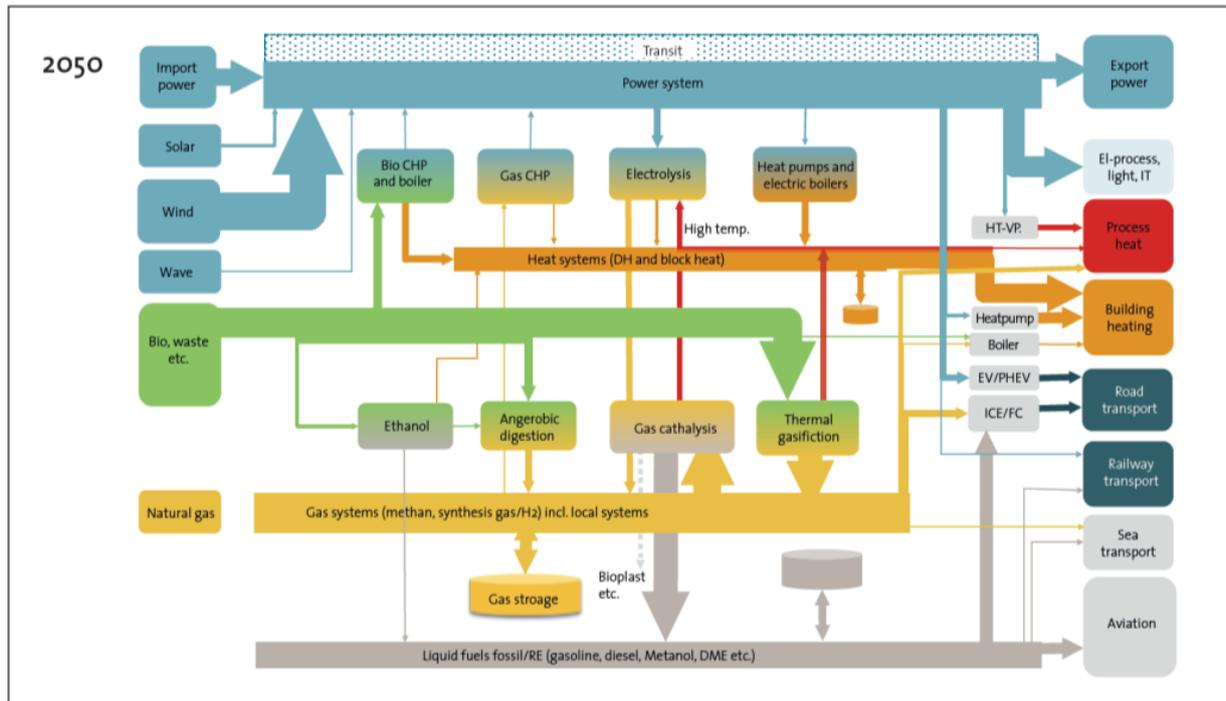 2050
Import
power
Transit
Power system
Export
power
Solar
Bio CHP
and boiler
Gas CHP
Electrolysis
Heat pumps and
electric boilers
El-process,
light, IT
Wind
High temp.
HT-VP.
Process
heat
Wave
Heat systems (DH and block heat)
Bio, waste
etc.
Heatpump
Boiler
Building
heating
EV/PHEV
ICE/FC
Road
transport
Ethanol
Angerobic
digestion
Gas cathalysis
Thermal
gasifiction
Railway
transport
Natural gas
Gas systems (methan, synthesis gas/H2) incl. local systems
Sea
transport
Gas stroage
Bioplast
etc.
Aviation
Liquid fuels fossil/RE (gasoline, diesel, Metanol, DME etc.)